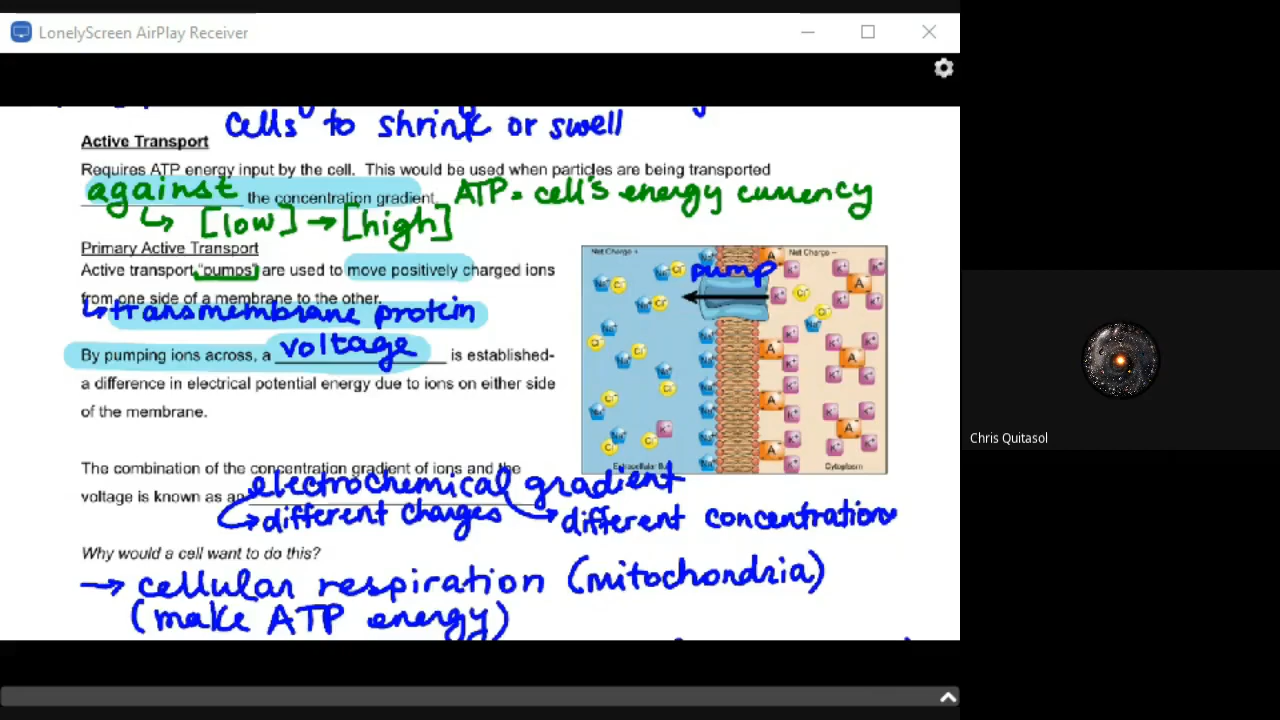 LonelyScreen AirPlay Receiver
cells to shrink or swell
Active Transport
Requires ATP energy input by the cell. This would be used when particles are being transported
against the concentration gradient. ATP = cell's energy currency
↳ [low] → [high]
Primary Active Transport
Active transport "pumps" are used to move positively charged ions
from one side of a membrane to the other.
↳ transmembrane protein
By pumping ions across, a voltage is established-
a difference in electrical potential energy due to ions on either side
of the membrane.
Net Charge + Net Charge –
pump
Extracellular Cytoplasm
The combination of the concentration gradient of ions and the
voltage is known as an electrochemical gradient
↳ different charges → different concentrations
Why would a cell want to do this?
→ cellular respiration (mitochondria)
(make ATP energy)
Chris Quitasol